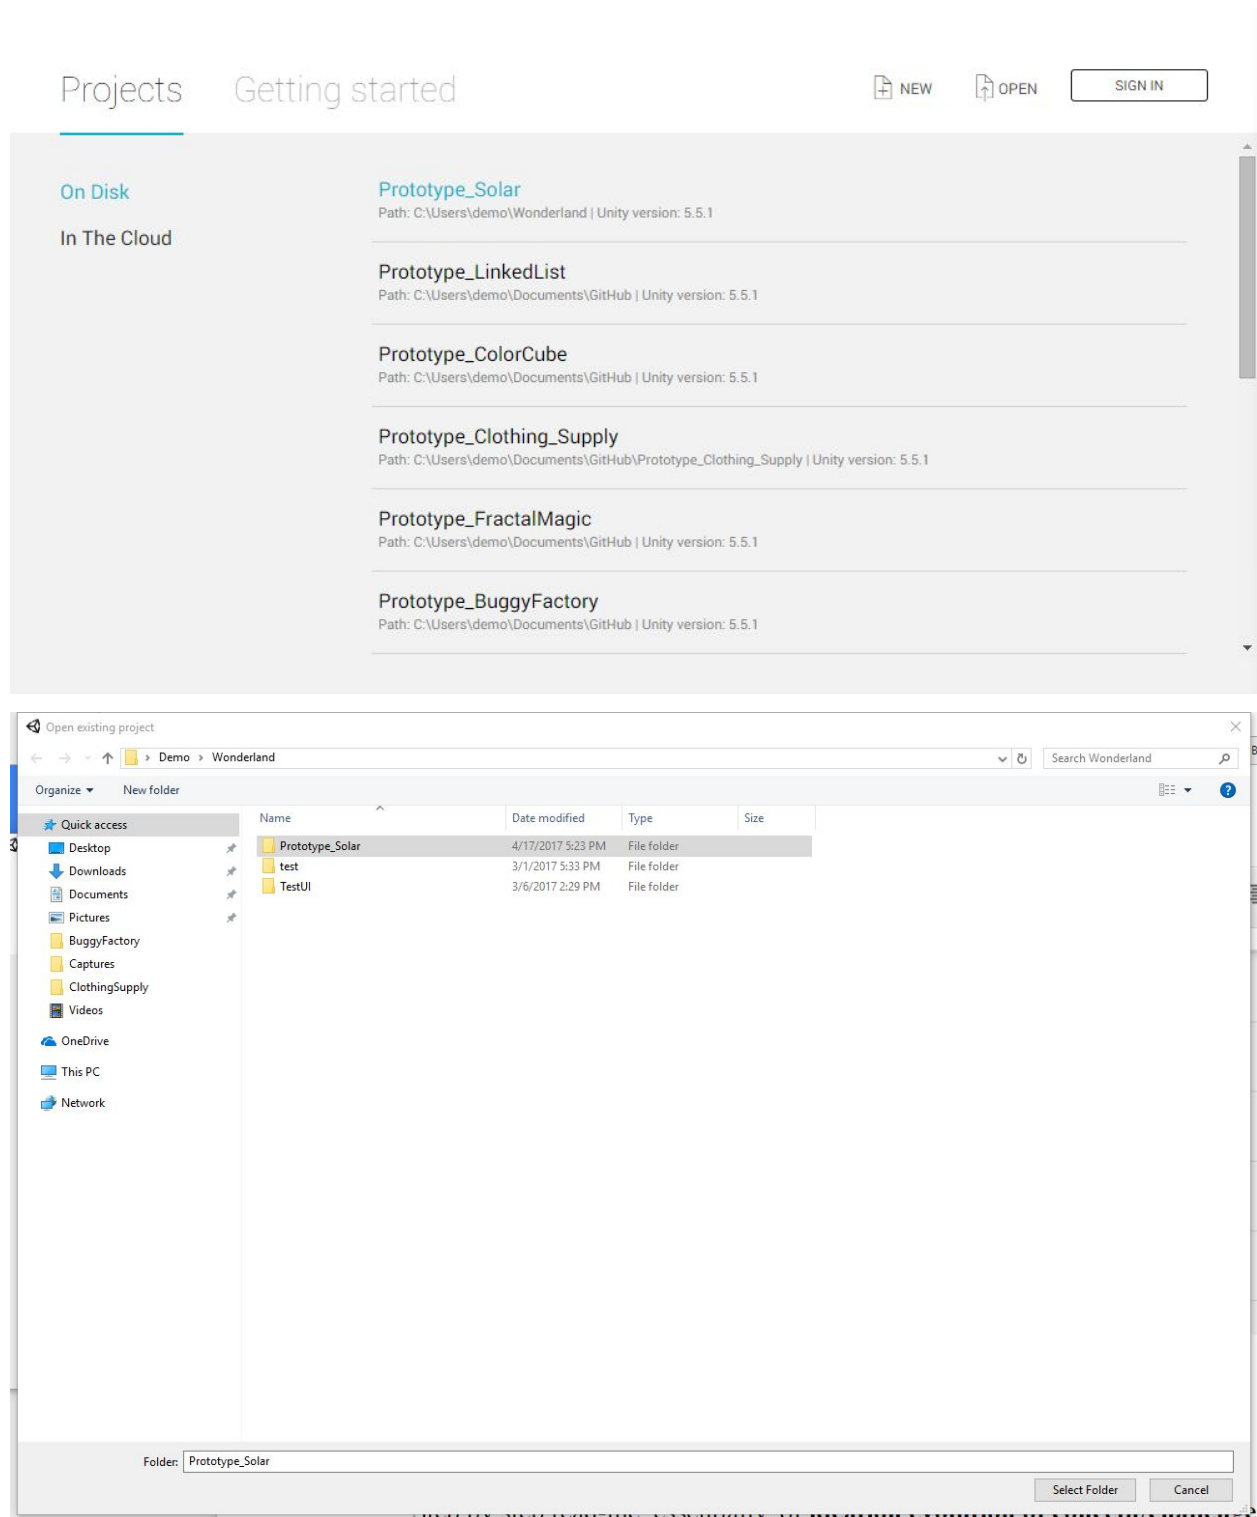 Projects Getting started NEW OPEN SIGN IN
On Disk
In The Cloud
Prototype_Solar
Path: C:\Users\demo\Wonderland | Unity version: 5.5.1
Prototype_LinkedList
Path: C:\Users\demo\Documents\GitHub | Unity version: 5.5.1
Prototype_ColorCube
Path: C:\Users\demo\Documents\GitHub | Unity version: 5.5.1
Prototype_Clothing_Supply
Path: C:\Users\demo\Documents\GitHub\Prototype_Clothing_Supply | Unity version: 5.5.1
Prototype_FractalMagic
Path: C:\Users\demo\Documents\GitHub | Unity version: 5.5.1
Prototype_BuggyFactory
Path: C:\Users\demo\Documents\GitHub | Unity version: 5.5.1
Open existing project
Demo Wonderland Search Wonderland
Organize New folder
Quick access
Desktop
Downloads
Documents
Pictures
BuggyFactory
Captures
ClothingSupply
Videos
OneDrive
This PC
Network
Name Date modified Type Size
Prototype_Solar 4/17/2017 5:23 PM File folder
test 3/1/2017 5:33 PM File folder
TestUI 3/6/2017 2:29 PM File folder
Folder: Prototype_Solar
Select Folder Cancel